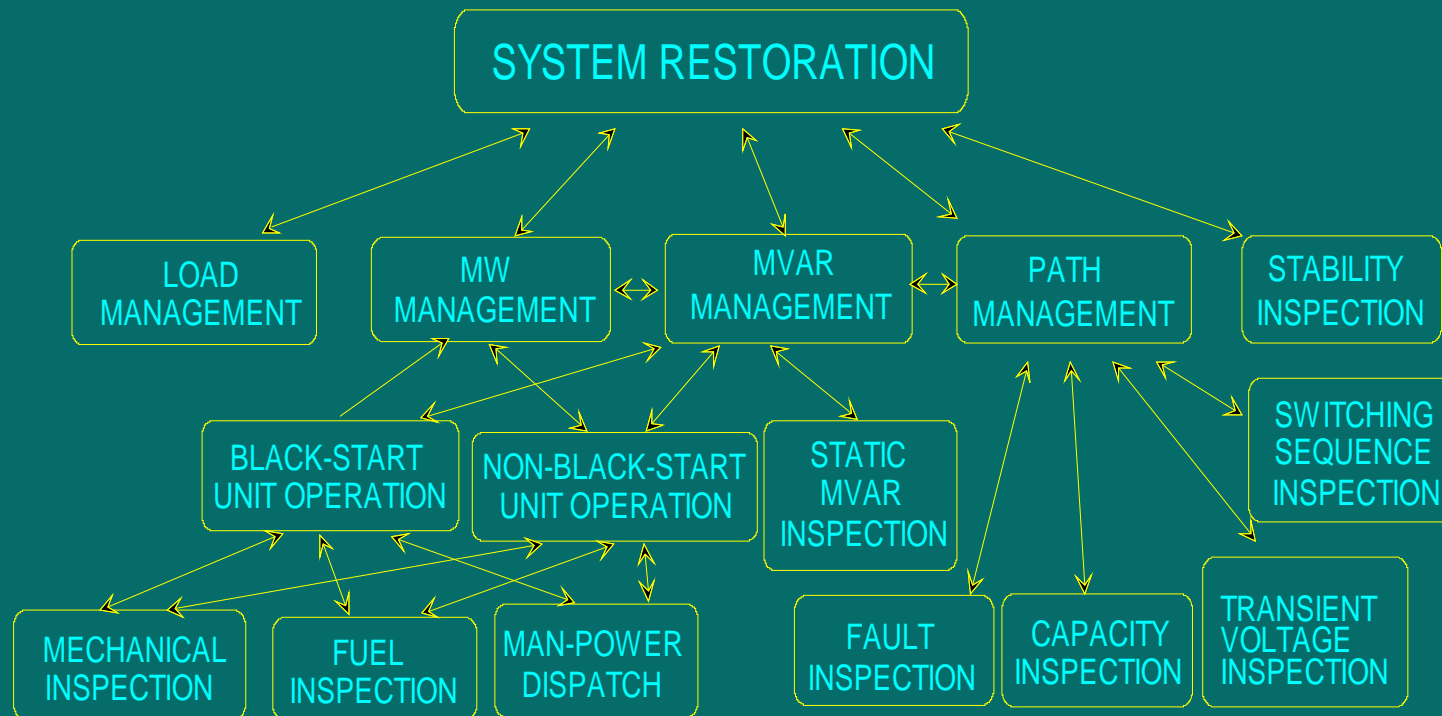 SYSTEM RESTORATION
LOAD
MANAGEMENT
MW
MANAGEMENT
MVAR
MANAGEMENT
PATH
MANAGEMENT
STABILITY
INSPECTION
BLACK-START
UNIT OPERATION
NON-BLACK-START
UNIT OPERATION
STATIC
MVAR
INSPECTION
SWITCHING
SEQUENCE
INSPECTION
MECHANICAL
INSPECTION
FUEL
INSPECTION
MAN-POWER
DISPATCH
FAULT
INSPECTION
CAPACITY
INSPECTION
TRANSIENT
VOLTAGE
INSPECTION